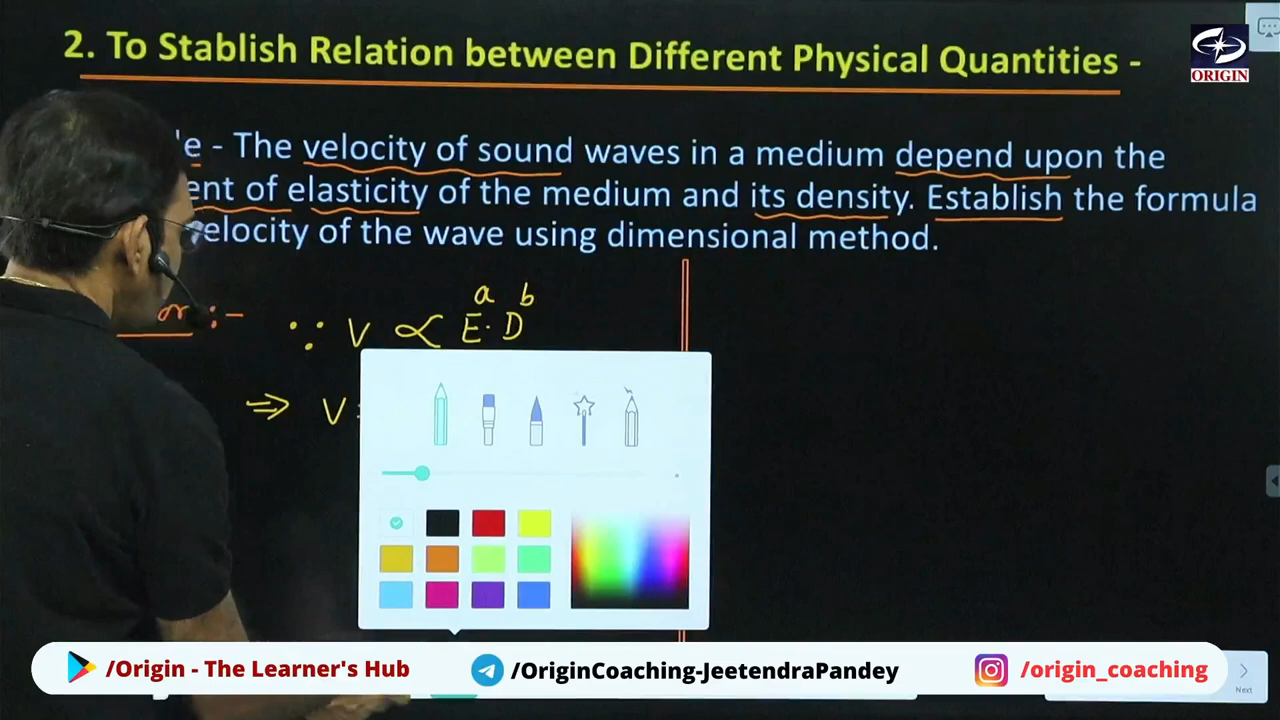 2. To Stablish Relation between Different Physical Quantities -
ORIGIN
e - The velocity of sound waves in a medium depend upon the
ent of elasticity of the medium and its density. Establish the formula
elocity of the wave using dimensional method.
or :-
∵ V ∝ E^a · D^b
⇒ V
/Origin - The Learner's Hub
/OriginCoaching-JeetendraPandey
/origin_coaching
Next